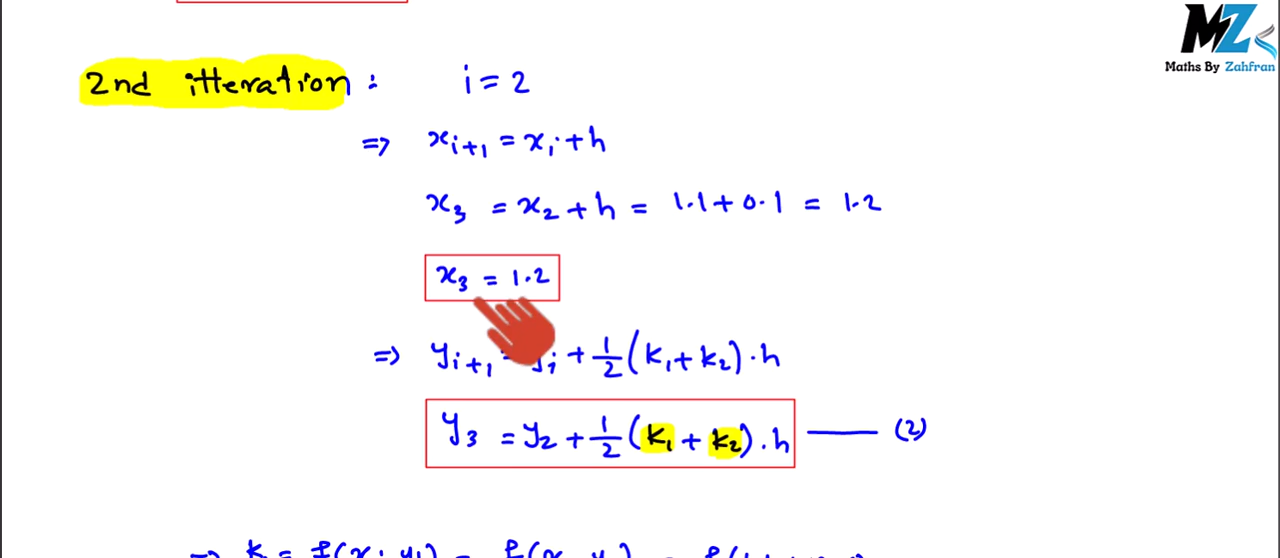 MZ
Maths By Zahfran
2nd itteration : i = 2
⇒ x_{i+1} = x_i + h
x_3 = x_2 + h = 1.1 + 0.1 = 1.2
x_3 = 1.2
⇒ y_{i+1} = y_i + 1/2 (k_1 + k_2) . h
y_3 = y_2 + 1/2 (k_1 + k_2) . h —— (2)